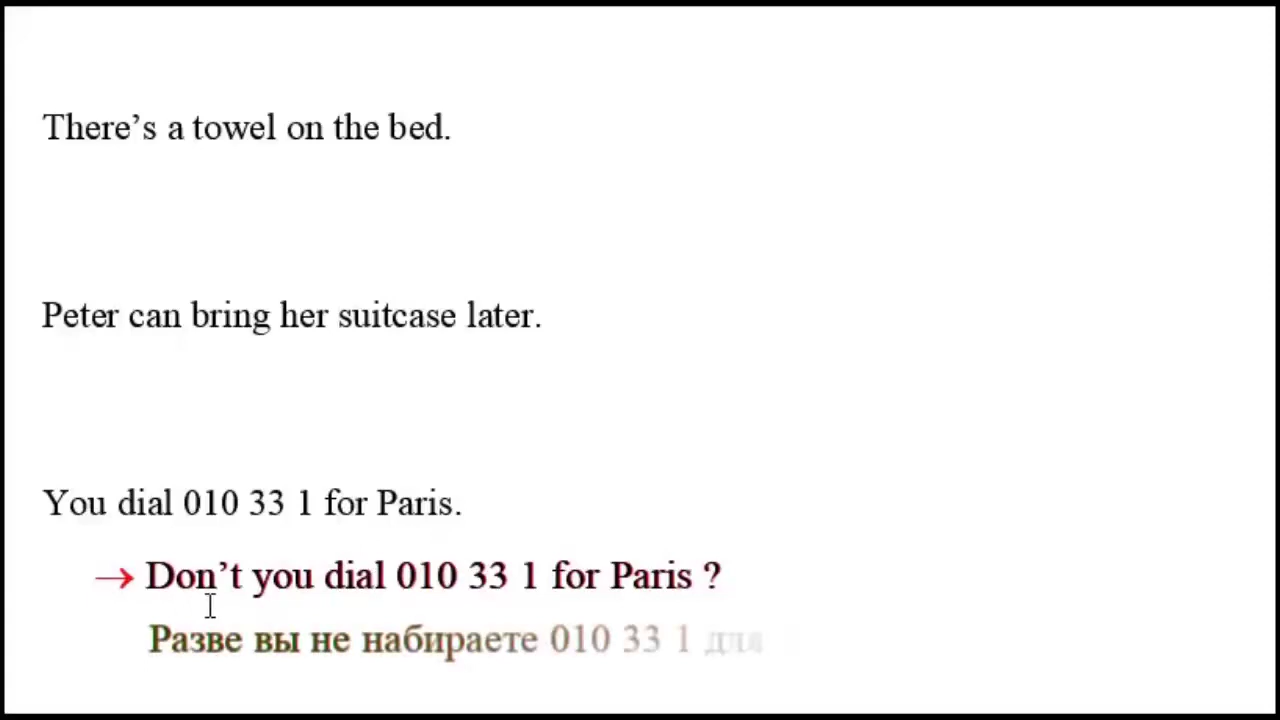 There’s a towel on the bed.
Peter can bring her suitcase later.
You dial 010 33 1 for Paris.
→ Don’t you dial 010 33 1 for Paris ?
Разве вы не набираете 010 33 1 для